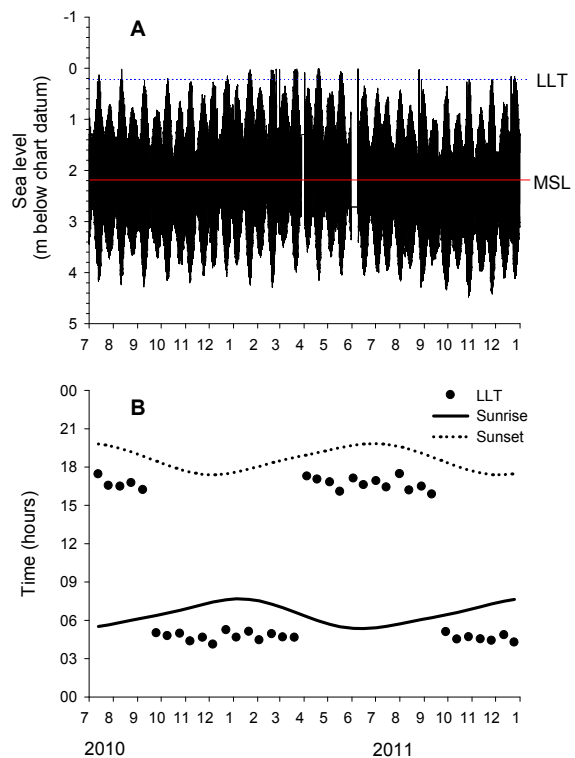 A
-1
0
1
2
3
4
5
Sea level
(m below chart datum)
LLT
MSL
7 8 9 10 11 12 1 2 3 4 5 6 7 8 9 10 11 12 1
B
00
21
18
15
12
09
06
03
00
Time (hours)
LLT
Sunrise
Sunset
7 8 9 10 11 12 1 2 3 4 5 6 7 8 9 10 11 12 1
2010 2011